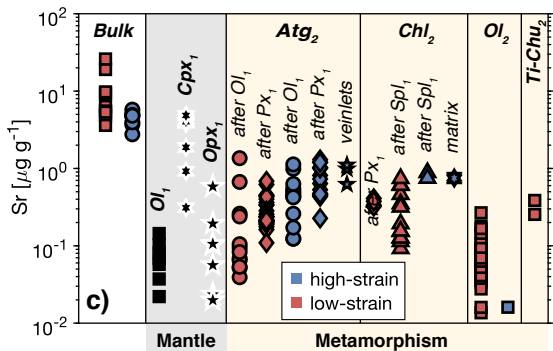 Bulk
Cpx1
Atg2
Chl2
Ol2
Ti-Chu2
Sr [µg g⁻¹]
10²
10¹
10⁰
10⁻¹
10⁻²
Ol1
Opx1
after Ol1
after Px1
after Ol1
after Px1
veinlets
after Px1
after Spl1
after Spl1
matrix
c)
high-strain
low-strain
Mantle
Metamorphism